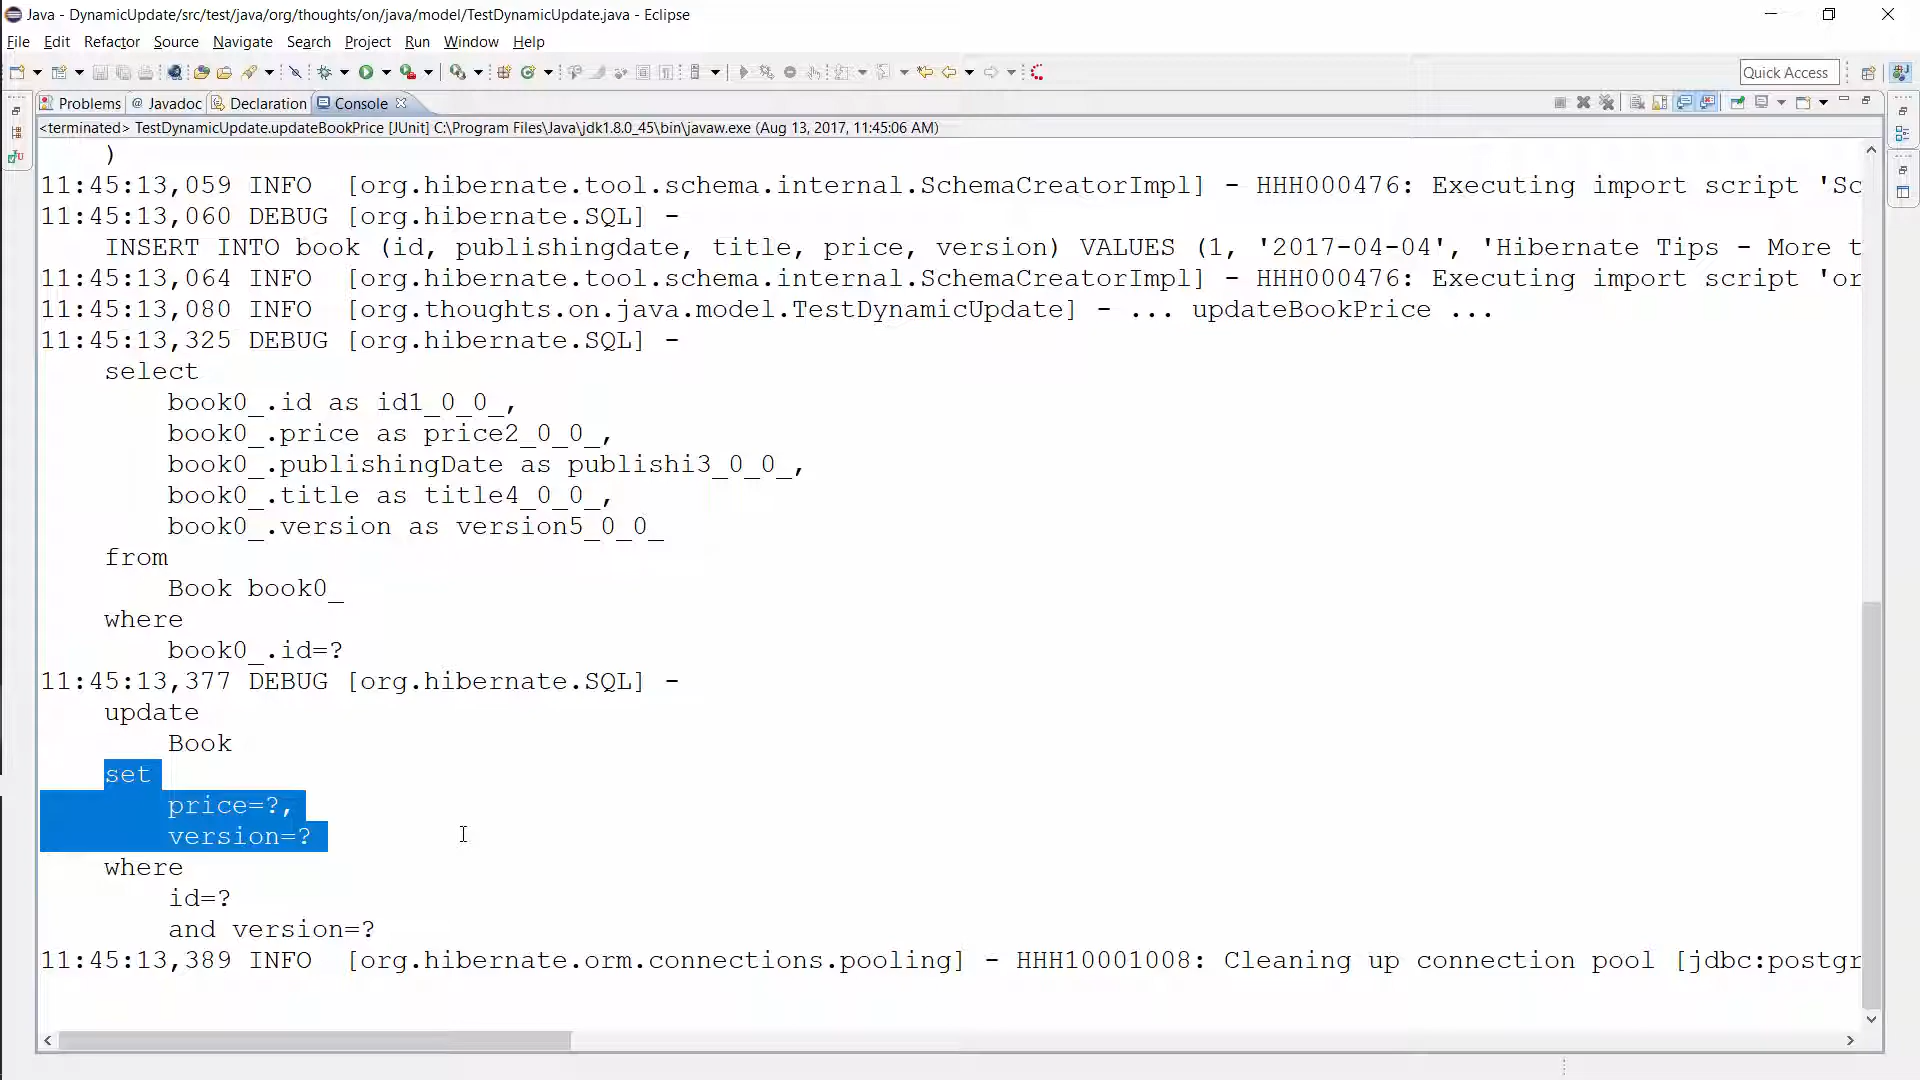 Java - DynamicUpdate/src/test/java/org/thoughts/on/java/model/TestDynamicUpdate.java - Eclipse
File Edit Refactor Source Navigate Search Project Run Window Help
Quick Access
Problems @ Javadoc Declaration Console
<terminated> TestDynamicUpdate.updateBookPrice [JUnit] C:\Program Files\Java\jdk1.8.0_45\bin\javaw.exe (Aug 13, 2017, 11:45:06 AM)
)
11:45:13,059 INFO [org.hibernate.tool.schema.internal.SchemaCreatorImpl] - HHH000476: Executing import script 'Sc
11:45:13,060 DEBUG [org.hibernate.SQL] -
INSERT INTO book (id, publishingdate, title, price, version) VALUES (1, '2017-04-04', 'Hibernate Tips - More t
11:45:13,064 INFO [org.hibernate.tool.schema.internal.SchemaCreatorImpl] - HHH000476: Executing import script 'or
11:45:13,080 INFO [org.thoughts.on.java.model.TestDynamicUpdate] - ... updateBookPrice ...
11:45:13,325 DEBUG [org.hibernate.SQL] -
select
book0_.id as id1_0_0_,
book0_.price as price2_0_0_,
book0_.publishingDate as publishi3_0_0_,
book0_.title as title4_0_0_,
book0_.version as version5_0_0_
from
Book book0_
where
book0_.id=?
11:45:13,377 DEBUG [org.hibernate.SQL] -
update
Book
set
price=?,
version=?
where
id=?
and version=?
11:45:13,389 INFO [org.hibernate.orm.connections.pooling] - HHH10001008: Cleaning up connection pool [jdbc:postgr